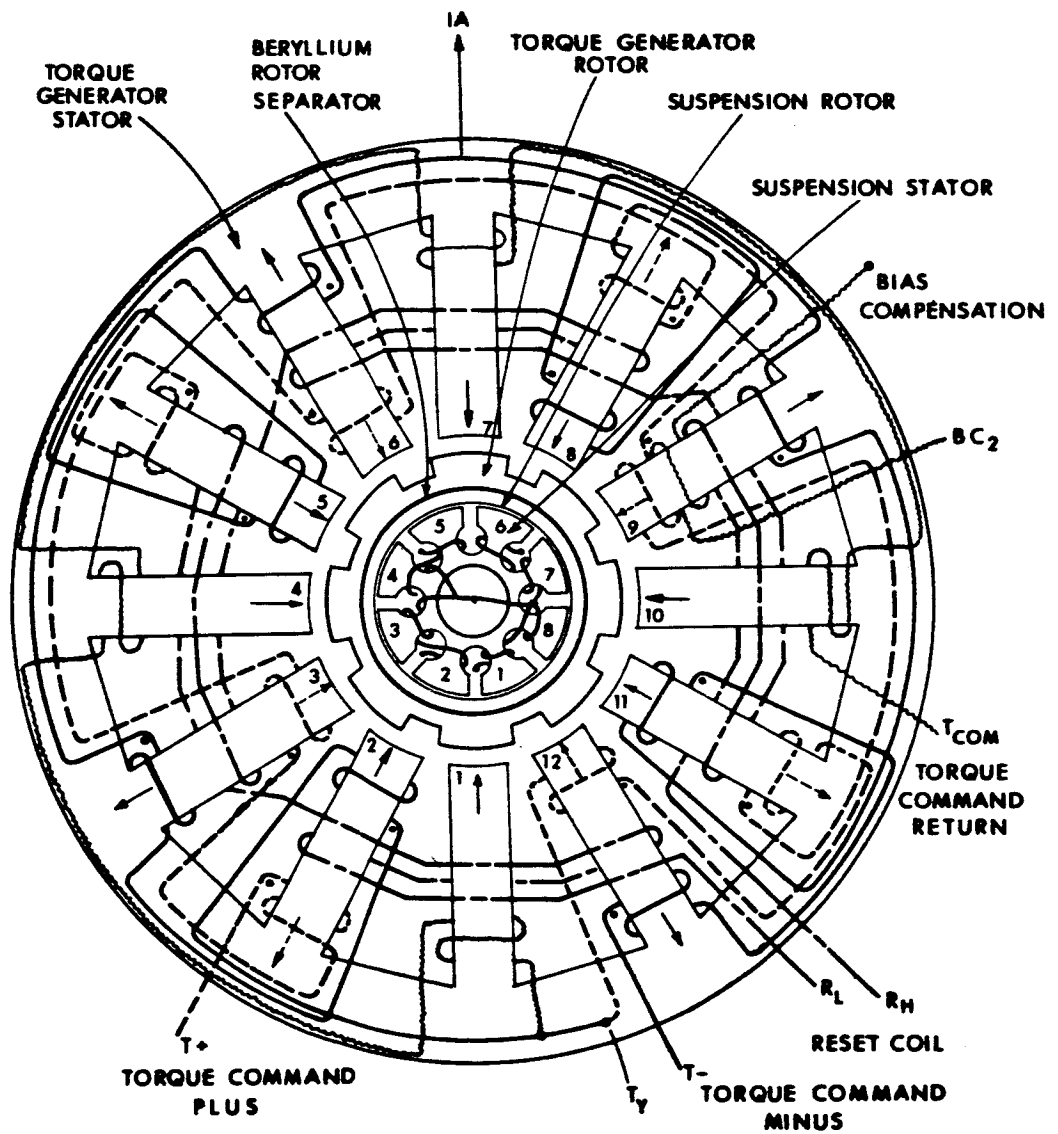 IA
BERYLLIUM
ROTOR
SEPARATOR
TORQUE GENERATOR
ROTOR
TORQUE
GENERATOR
STATOR
SUSPENSION ROTOR
SUSPENSION STATOR
BIAS
COMPENSATION
BC2
7
6
8
5
9
5
6
4
7
4
10
3
8
2
1
3
11
2
1
12
TCOM
TORQUE
COMMAND
RETURN
RL
RH
RESET COIL
T+
TORQUE COMMAND
PLUS
TY
T-
TORQUE COMMAND
MINUS